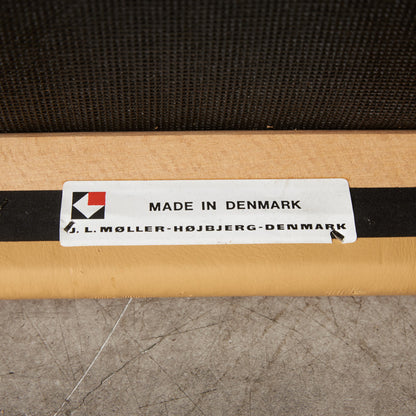 MADE IN DENMARK
J. L. MØLLER-HØJBJERG-DENMARK